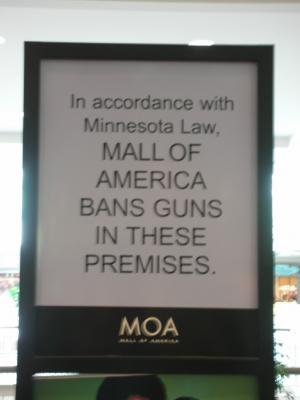 In accordance with
Minnesota Law,
MALL OF
AMERICA
BANS GUNS
IN THESE
PREMISES.
MOA
MALL OF AMERICA